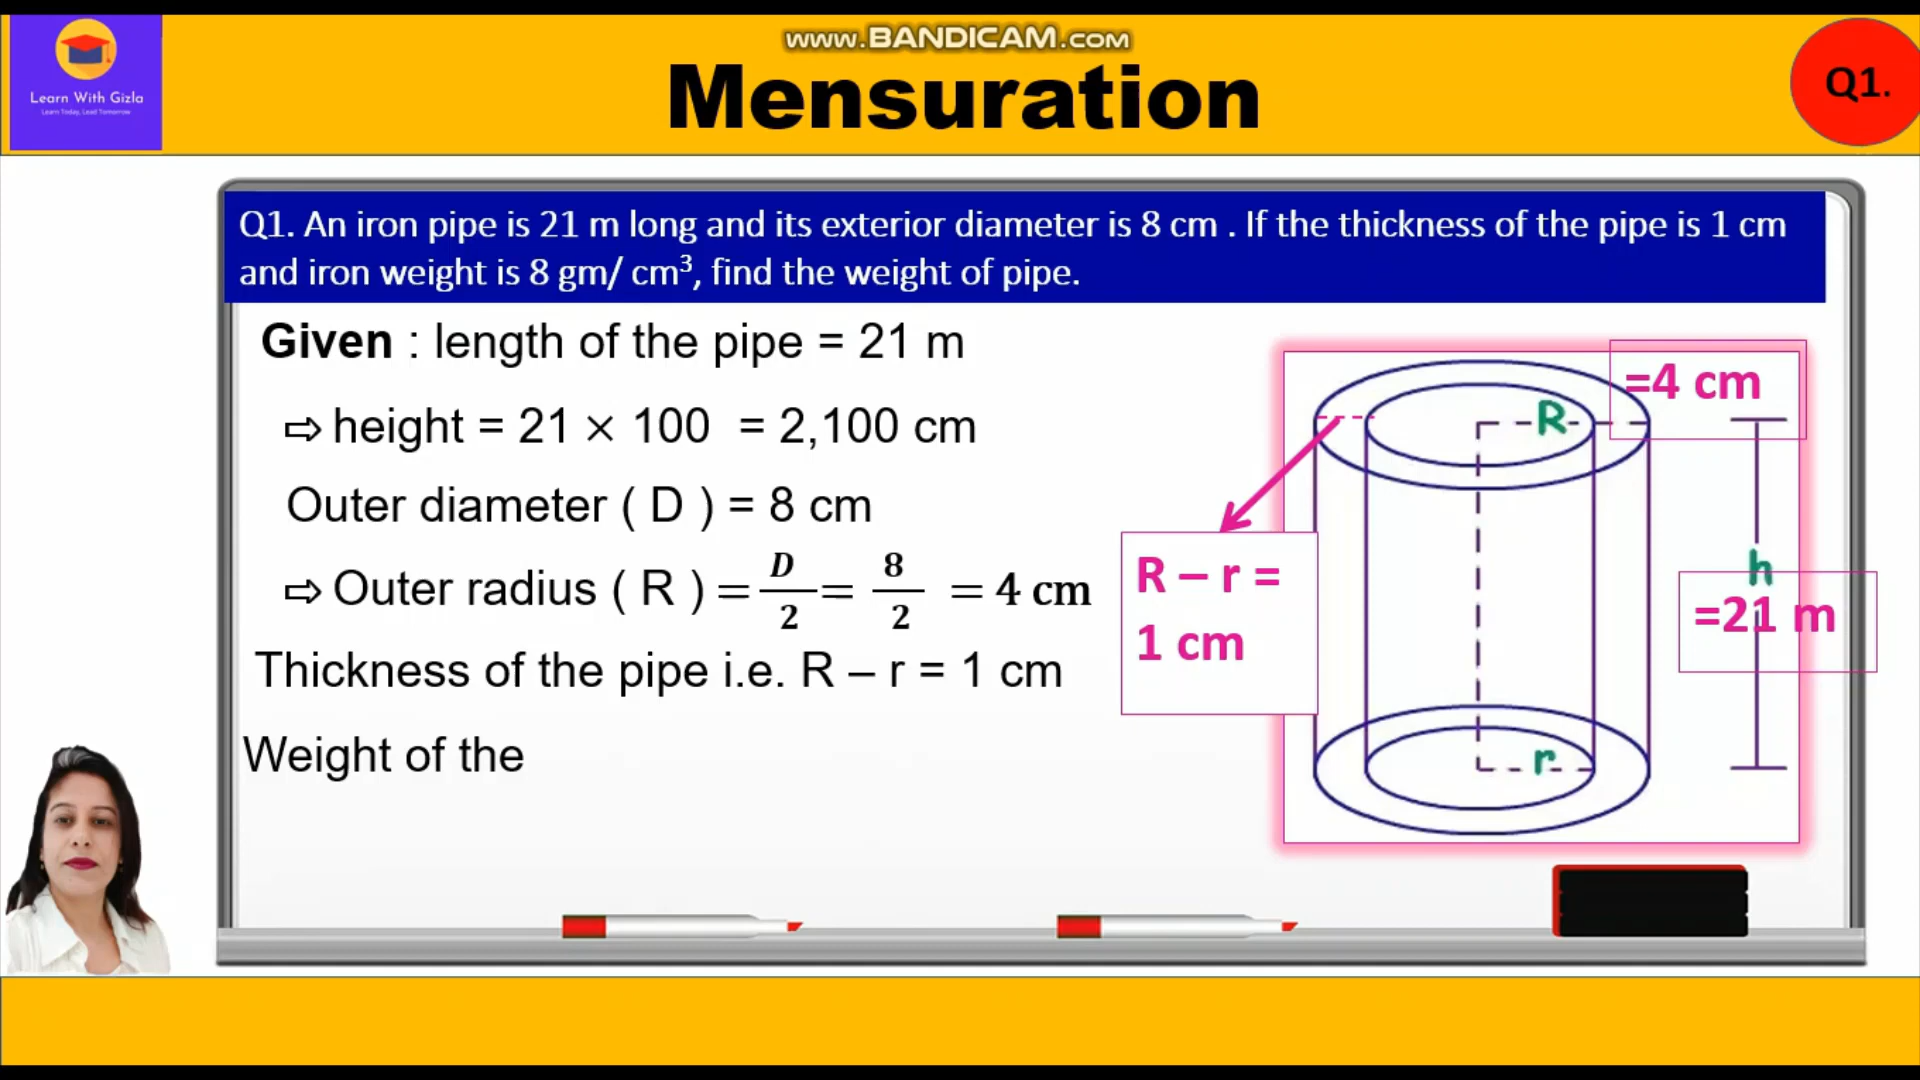 www.BANDICAM.com
Learn With Gizla
Learn Today, Lead Tomorrow
Mensuration
Q1.
Q1. An iron pipe is 21 m long and its exterior diameter is 8 cm . If the thickness of the pipe is 1 cm
and iron weight is 8 gm/ cm³, find the weight of pipe.
Given : length of the pipe = 21 m
⇨ height = 21 × 100 = 2,100 cm
Outer diameter ( D ) = 8 cm
⇨ Outer radius ( R ) = D/2 = 8/2 = 4 cm
Thickness of the pipe i.e. R – r = 1 cm
Weight of the
=4 cm
R
R – r =
1 cm
h
=21 m
r